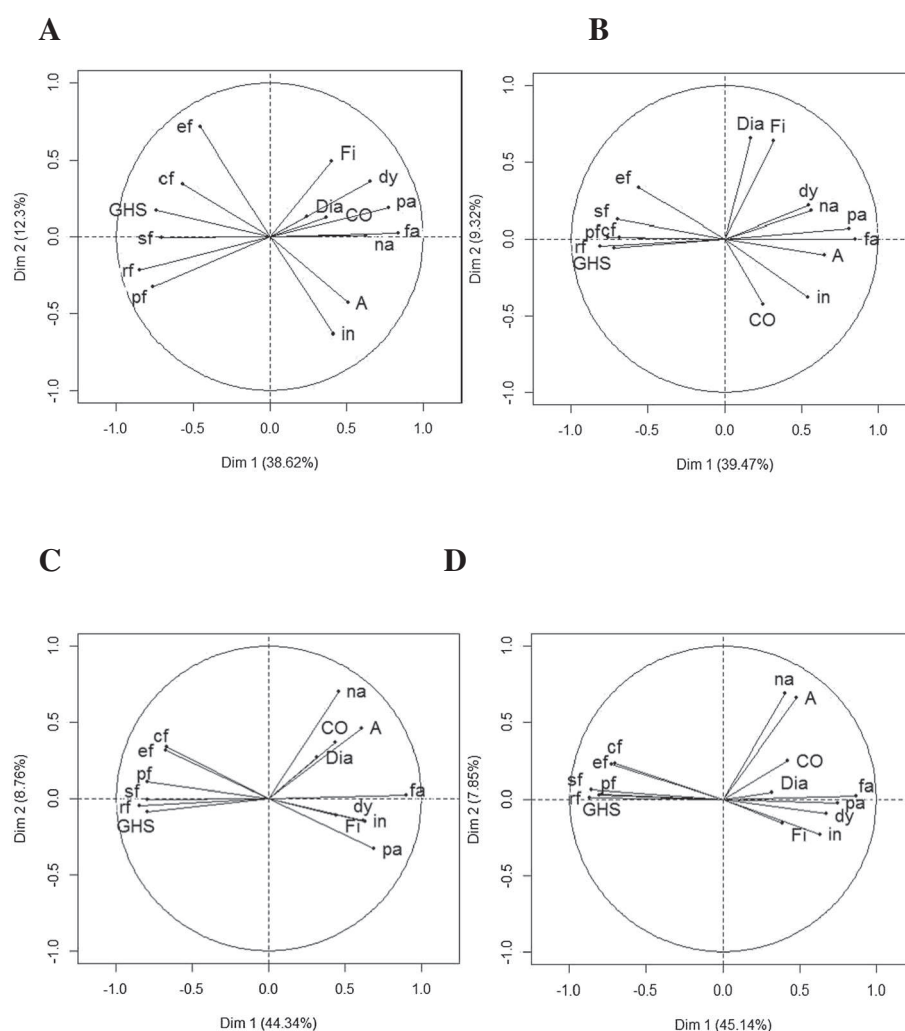 A
B
1.0
0.5
0.0
-0.5
-1.0
Dim 2 (12.3%)
ef
cf
GHS
sf
rf
pf
Fi
dy
pa
Dia
CO
fa
na
A
in
-1.0 -0.5 0.0 0.5 1.0
Dim 1 (38.62%)
1.0
0.5
0.0
-0.5
-1.0
Dim 2 (9.32%)
Dia
Fi
ef
sf
pf
cf
rf
GHS
dy
na
pa
fa
A
in
CO
-1.0 -0.5 0.0 0.5 1.0
Dim 1 (39.47%)
C
D
1.0
0.5
0.0
-0.5
-1.0
Dim 2 (8.76%)
na
CO
A
Dia
cf
ef
pf
sf
rf
GHS
fa
dy
Fi
in
pa
-1.0 -0.5 0.0 0.5 1.0
Dim 1 (44.34%)
1.0
0.5
0.0
-0.5
-1.0
Dim 2 (7.85%)
na
A
cf
ef
CO
sf
pf
rf
GHS
Dia
fa
pa
dy
Fi
in
-1.0 -0.5 0.0 0.5 1.0
Dim 1 (45.14%)